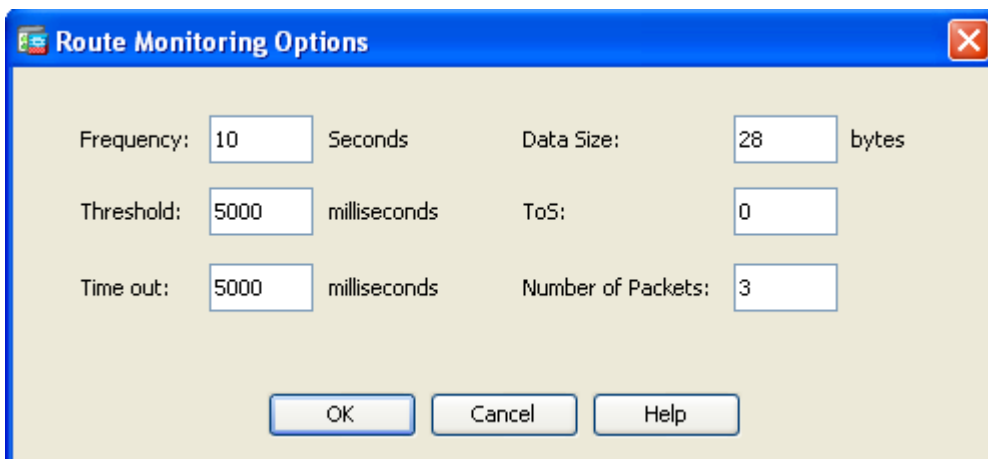 Route Monitoring Options
Frequency: 10 Seconds Data Size: 28 bytes
Threshold: 5000 milliseconds ToS: 0
Time out: 5000 milliseconds Number of Packets: 3
OK Cancel Help